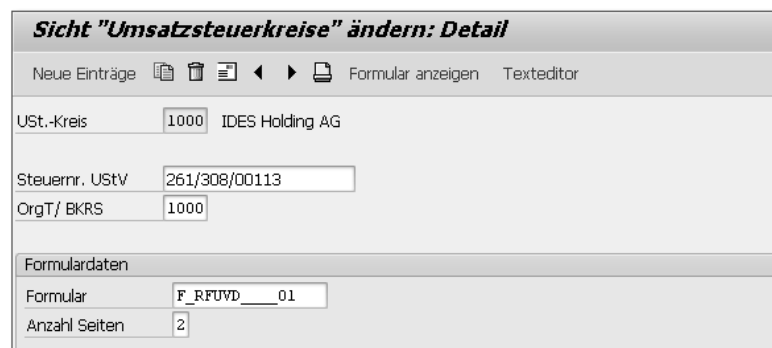 Sicht "Umsatzsteuerkreise" ändern: Detail
Neue Einträge Formular anzeigen Texteditor
USt.-Kreis 1000 IDES Holding AG
Steuernr. UStV 261/308/00113
OrgT/ BKRS 1000
Formulardaten
Formular F_RFUVD____01
Anzahl Seiten 2